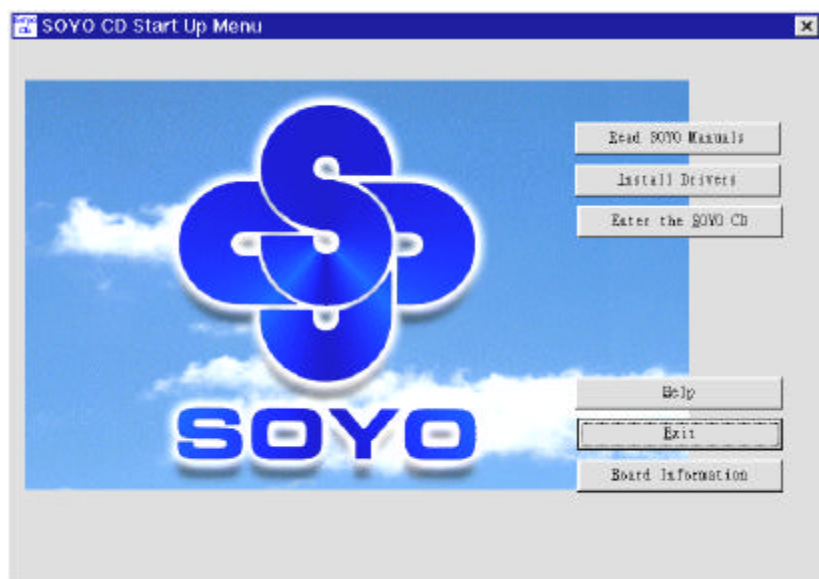 SOYO CD Start Up Menu
Read SOYO Manuals
Install Drivers
Enter the SOYO CD
Help
Exit
Board Information
SOYO